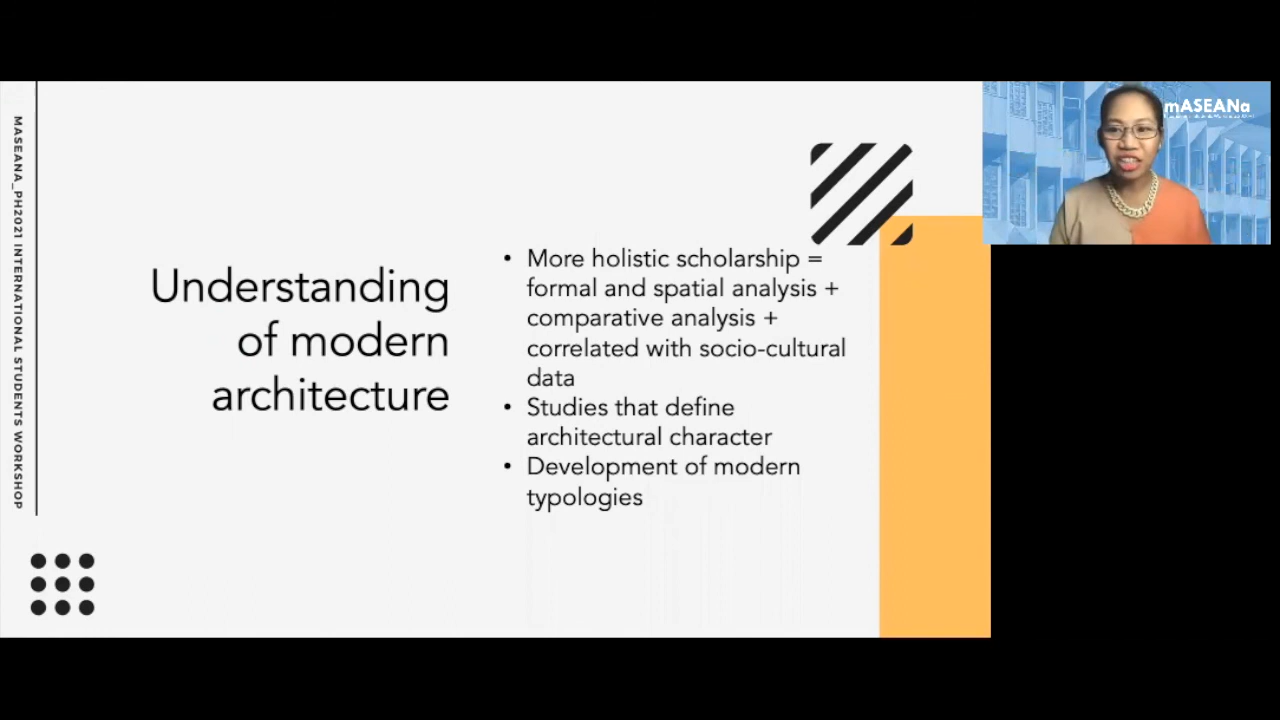 MASEANA_PH2021 INTERNATIONAL STUDENTS WORKSHOP
Understanding
of modern
architecture
• More holistic scholarship =
formal and spatial analysis +
comparative analysis +
correlated with socio-cultural
data
• Studies that define
architectural character
• Development of modern
typologies
mASEANa